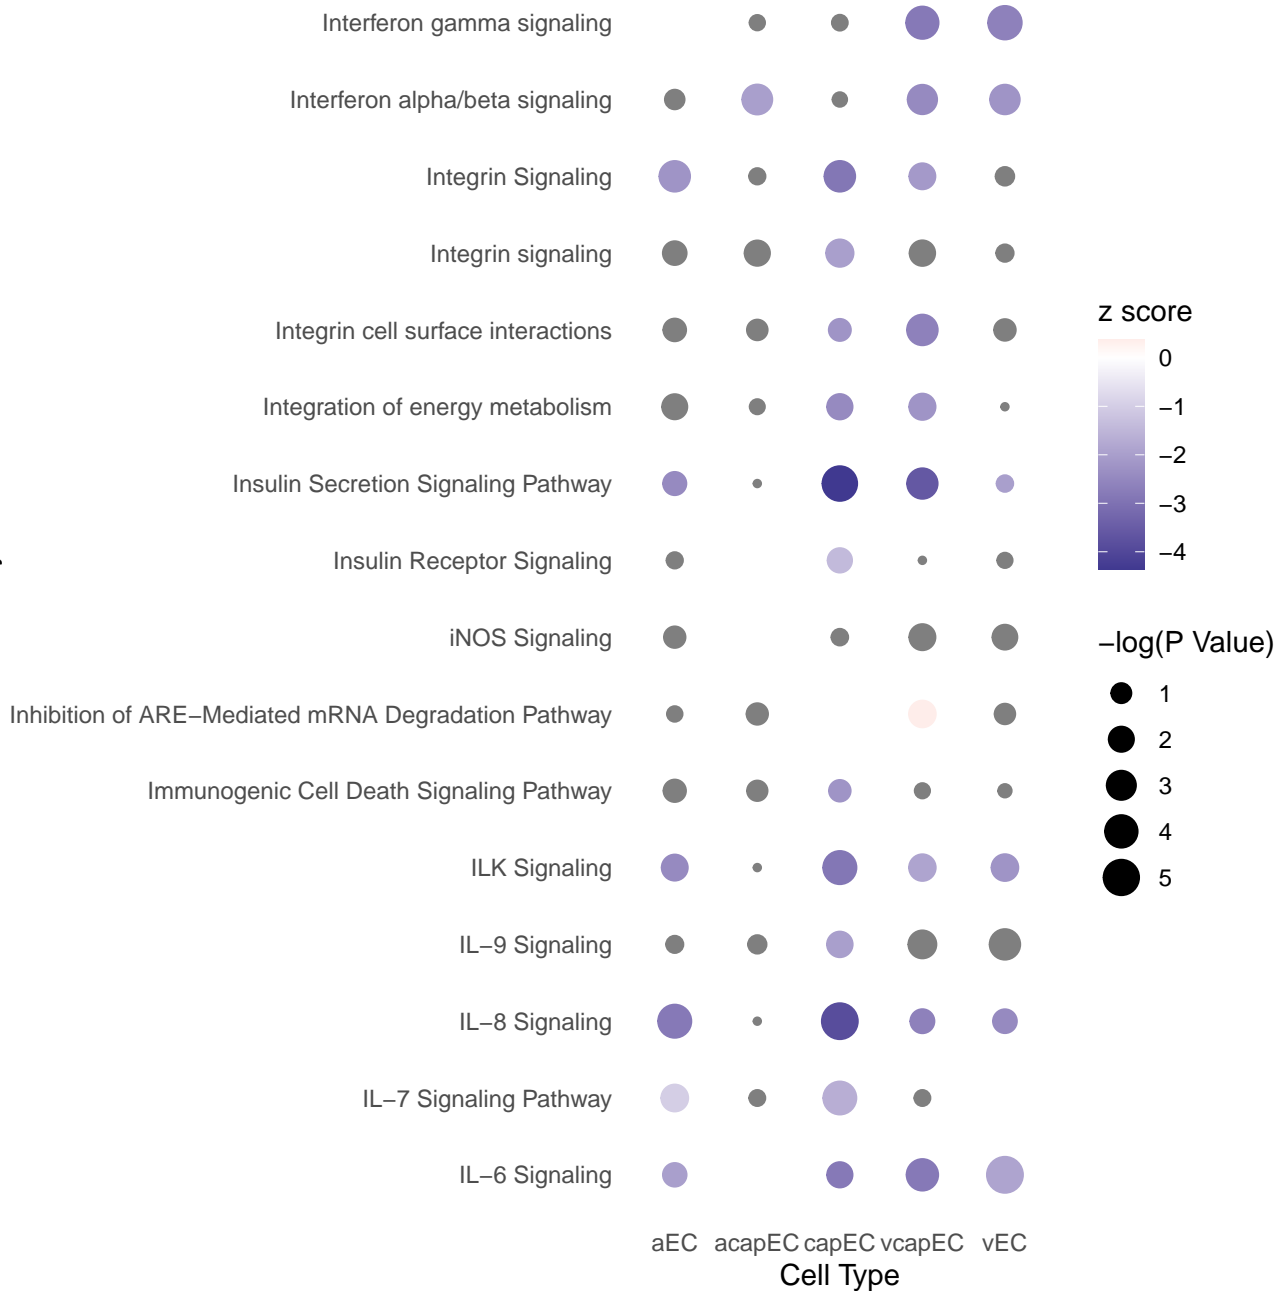 Interferon gamma signaling
Interferon alpha/beta signaling
Integrin Signaling
Integrin signaling
Integrin cell surface interactions
Integration of energy metabolism
Insulin Secretion Signaling Pathway
Insulin Receptor Signaling
iNOS Signaling
Inhibition of ARE−Mediated mRNA Degradation Pathway
Immunogenic Cell Death Signaling Pathway
ILK Signaling
IL−9 Signaling
IL−8 Signaling
IL−7 Signaling Pathway
IL−6 Signaling
aEC acapEC capEC vcapEC vEC
Cell Type
z score
0
−1
−2
−3
−4
−log(P Value)
1
2
3
4
5